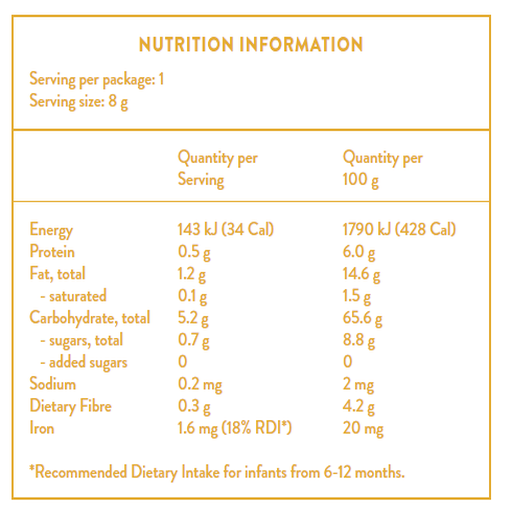 NUTRITION INFORMATION
Serving per package: 1
Serving size: 8 g
Quantity per Serving Quantity per 100 g
Energy 143 kJ (34 Cal) 1790 kJ (428 Cal)
Protein 0.5 g 6.0 g
Fat, total 1.2 g 14.6 g
- saturated 0.1 g 1.5 g
Carbohydrate, total 5.2 g 65.6 g
- sugars, total 0.7 g 8.8 g
- added sugars 0 0
Sodium 0.2 mg 2 mg
Dietary Fibre 0.3 g 4.2 g
Iron 1.6 mg (18% RDI*) 20 mg
*Recommended Dietary Intake for infants from 6-12 months.